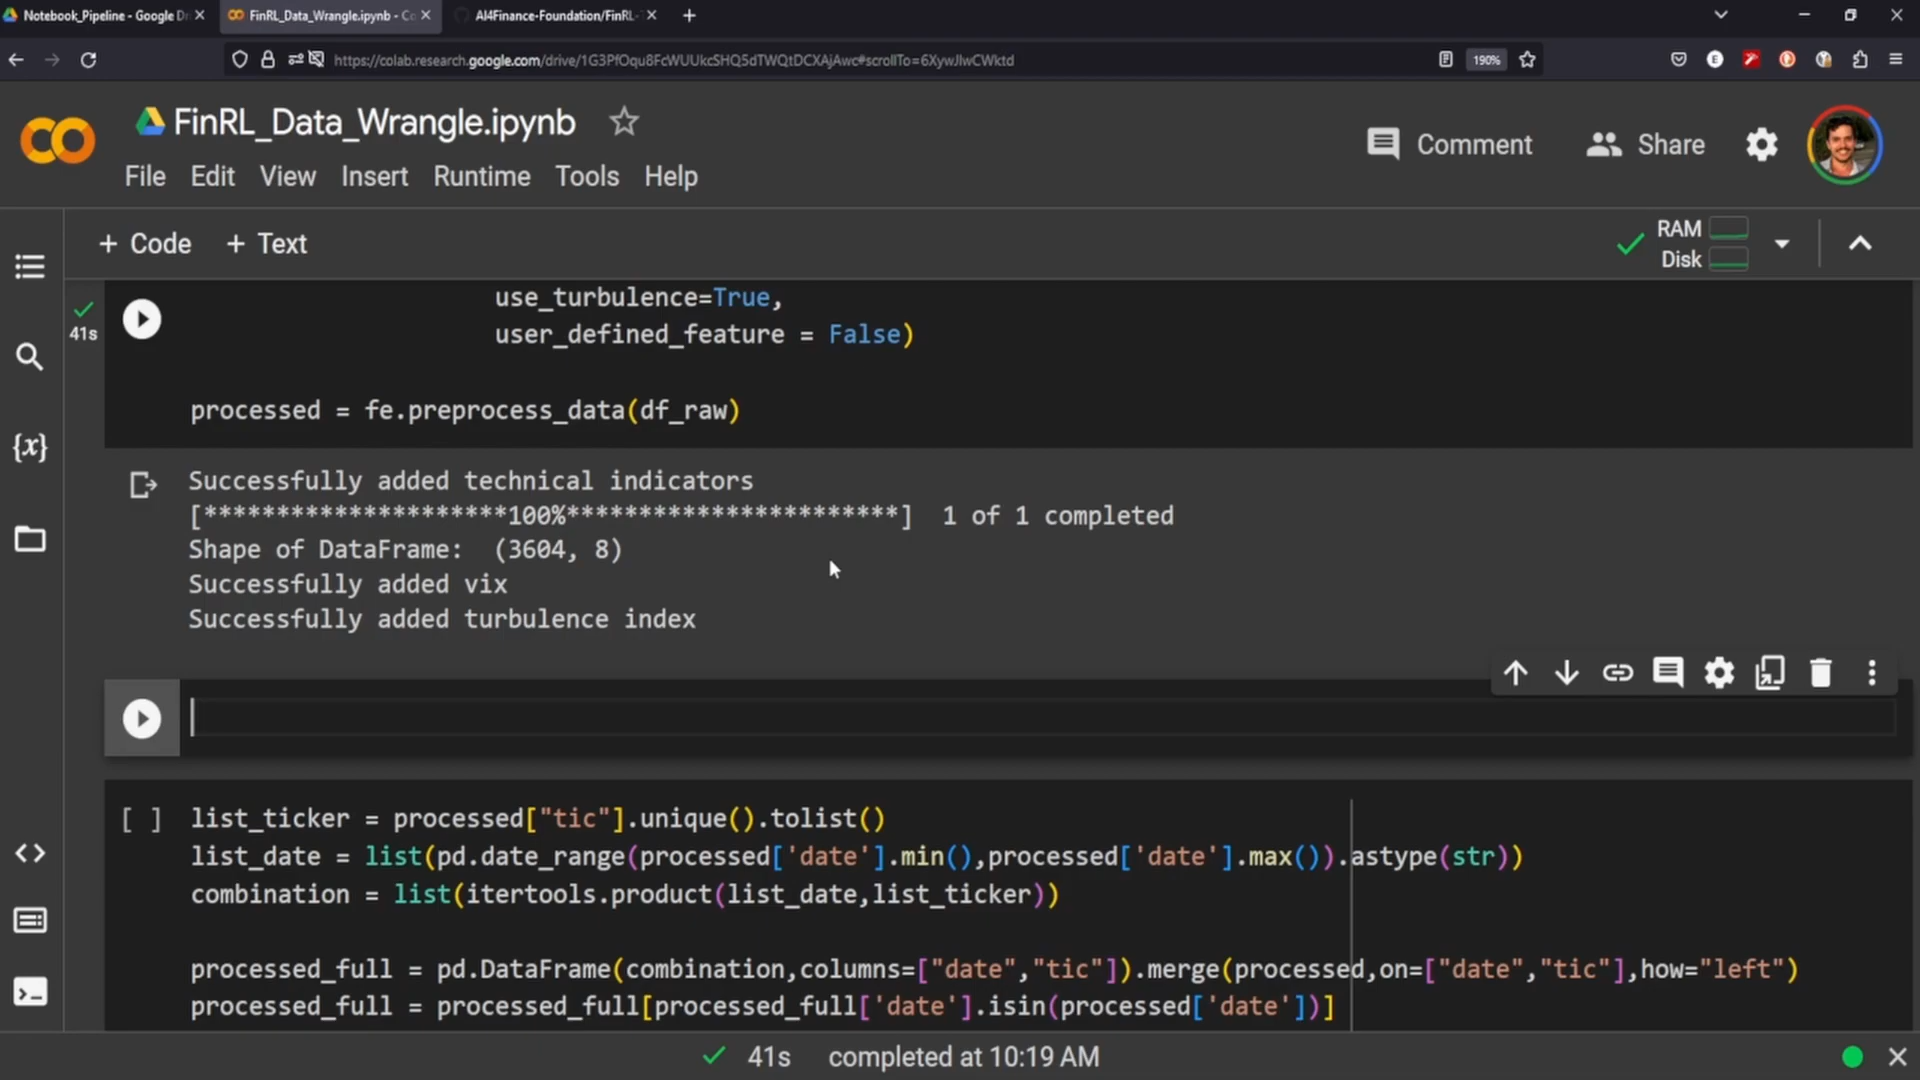 Notebook_Pipeline - Google Dr
FinRL_Data_Wrangle.ipynb - Co
AI4Finance-Foundation/FinRL-
https://colab.research.google.com/drive/1G3PfOqu8FcWUUkcSHQ5dTWQtDCXAjAwc#scrollTo=6XywJIwCWktd
190%
FinRL_Data_Wrangle.ipynb
Comment
Share
File Edit View Insert Runtime Tools Help
+ Code + Text
RAM
Disk
use_turbulence=True,
41s
user_defined_feature = False)
processed = fe.preprocess_data(df_raw)
Successfully added technical indicators
[*********************100%***********************] 1 of 1 completed
Shape of DataFrame: (3604, 8)
Successfully added vix
Successfully added turbulence index
[ ] list_ticker = processed["tic"].unique().tolist()
list_date = list(pd.date_range(processed['date'].min(),processed['date'].max()).astype(str))
combination = list(itertools.product(list_date,list_ticker))
processed_full = pd.DataFrame(combination,columns=["date","tic"]).merge(processed,on=["date","tic"],how="left")
processed_full = processed_full[processed_full['date'].isin(processed['date'])]
41s completed at 10:19 AM